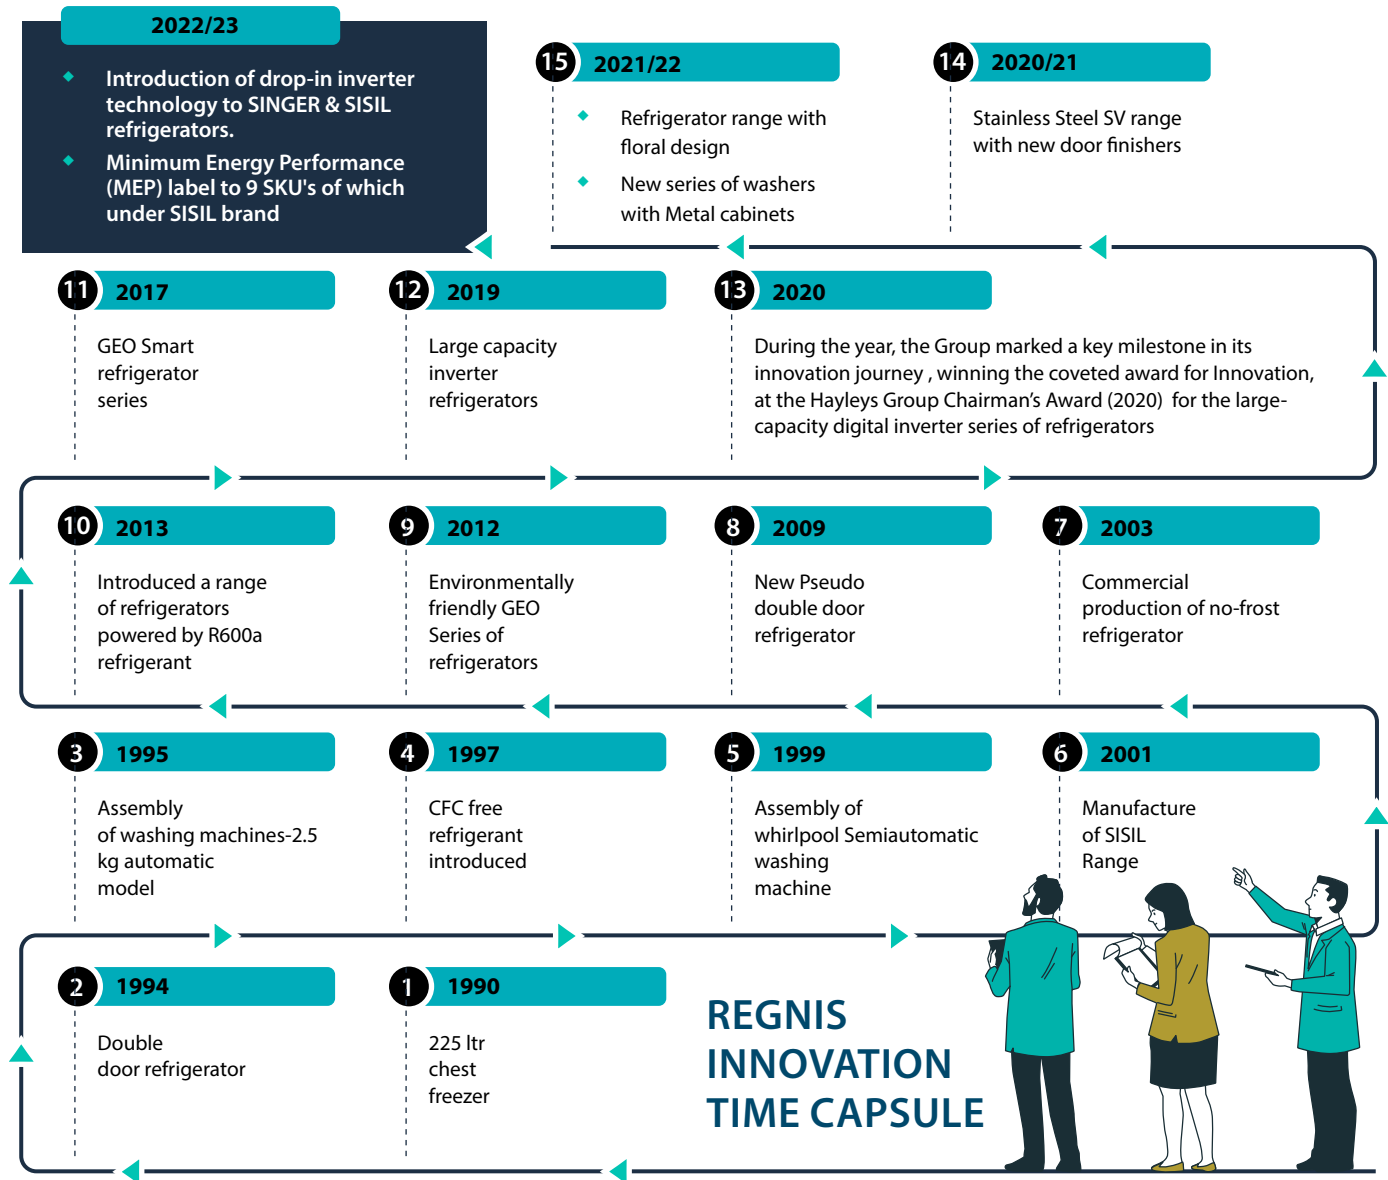 2022/23
Introduction of drop-in inverter
technology to SINGER & SISIL
refrigerators.
Minimum Energy Performance
(MEP) label to 9 SKU's of which
under SISIL brand
15 2021/22
Refrigerator range with
floral design
New series of washers
with Metal cabinets
14 2020/21
Stainless Steel SV range
with new door finishers
11 2017
GEO Smart
refrigerator
series
12 2019
Large capacity
inverter
refrigerators
13 2020
During the year, the Group marked a key milestone in its
innovation journey , winning the coveted award for Innovation,
at the Hayleys Group Chairman’s Award (2020) for the large-
capacity digital inverter series of refrigerators
10 2013
Introduced a range
of refrigerators
powered by R600a
refrigerant
9 2012
Environmentally
friendly GEO
Series of
refrigerators
8 2009
New Pseudo
double door
refrigerator
7 2003
Commercial
production of no-frost
refrigerator
3 1995
Assembly
of washing machines-2.5
kg automatic
model
4 1997
CFC free
refrigerant
introduced
5 1999
Assembly of
whirlpool Semiautomatic
washing
machine
6 2001
Manufacture
of SISIL
Range
2 1994
Double
door refrigerator
1 1990
225 ltr
chest
freezer
REGNIS
INNOVATION
TIME CAPSULE